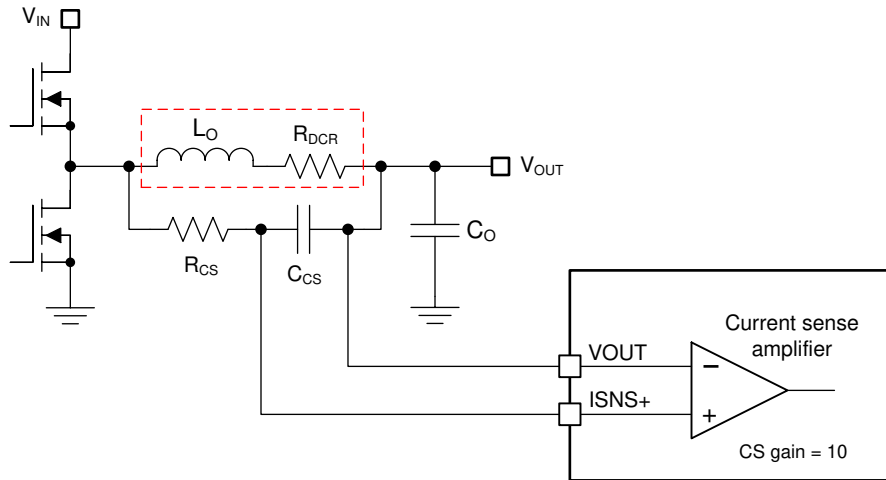 V_IN
L_O
R_DCR
V_OUT
R_CS
C_CS
C_O
Current sense
amplifier
VOUT
−
ISNS+
+
CS gain = 10